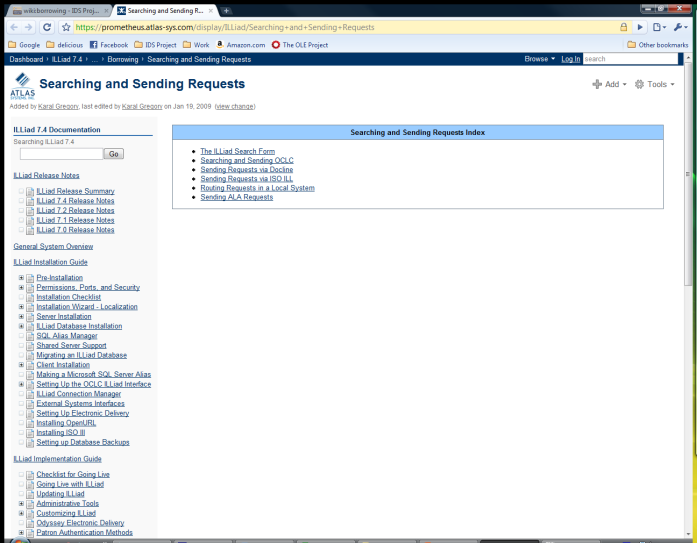 wikiborrowing - IDS Proj...
Searching and Sending R...
https://prometheus.atlas-sys.com/display/ILLiad/Searching+and+Sending+Requests
Google
delicious
Facebook
IDS Project
Work
Amazon.com
The OLE Project
Other bookmarks
Dashboard › ILLiad 7.4 › ... › Borrowing › Searching and Sending Requests
Browse
Log In
search
ATLAS
Searching and Sending Requests
Add
Tools
Added by Karal Gregory, last edited by Karal Gregory on Jan 19, 2009 (view change)
ILLiad 7.4 Documentation
Searching ILLiad 7.4
Go
ILLiad Release Notes
ILLiad Release Summary
ILLiad 7.4 Release Notes
ILLiad 7.2 Release Notes
ILLiad 7.1 Release Notes
ILLiad 7.0 Release Notes
General System Overview
ILLiad Installation Guide
Pre-Installation
Permissions, Ports, and Security
Installation Checklist
Installation Wizard - Localization
Server Installation
ILLiad Database Installation
SQL Alias Manager
Shared Server Support
Migrating an ILLiad Database
Client Installation
Making a Microsoft SQL Server Alias
Setting Up the OCLC ILLiad Interface
ILLiad Connection Manager
External Systems Interfaces
Setting Up Electronic Delivery
Installing OpenURL
Installing ISO Ill
Setting up Database Backups
ILLiad Implementation Guide
Checklist for Going Live
Going Live with ILLiad
Updating ILLiad
Administrative Tools
Customizing ILLiad
Odyssey Electronic Delivery
Patron Authentication Methods
Searching and Sending Requests Index
The ILLiad Search Form
Searching and Sending OCLC
Sending Requests via Docline
Sending Requests via ISO ILL
Routing Requests in a Local System
Sending ALA Requests